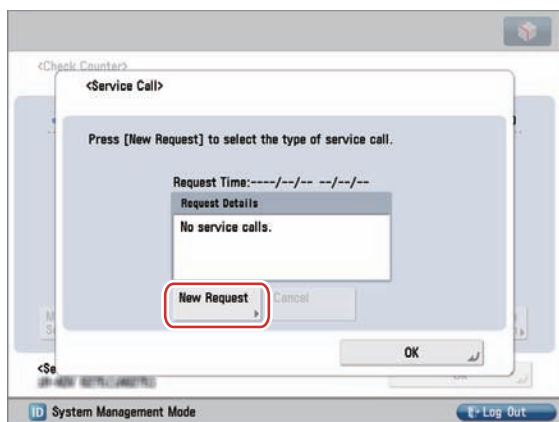 <Check Counter>
<Service Call>
Press [New Request] to select the type of service call.
Request Time:----/--/-- --/--/--
Request Details
No service calls.
New Request
Cancel
OK
<Se
ID System Management Mode
Log Out